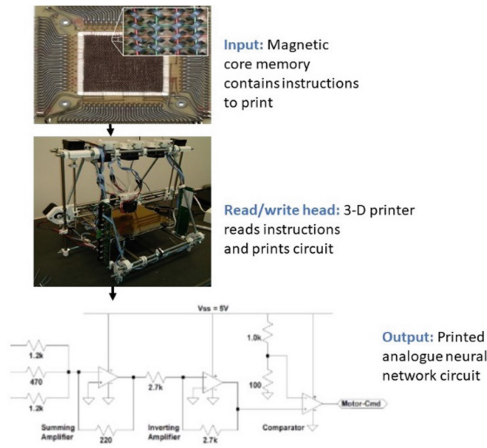 Input: Magnetic
core memory
contains instructions
to print
Read/write head: 3-D printer
reads instructions
and prints circuit
Output: Printed
analogue neural
network circuit
Vss = 5V
1.2k
470
1.2k
Summing
Amplifier
220
2.7k
Inverting
Amplifier
2.7k
1.0k
100
Comparator
Motor-Cmd